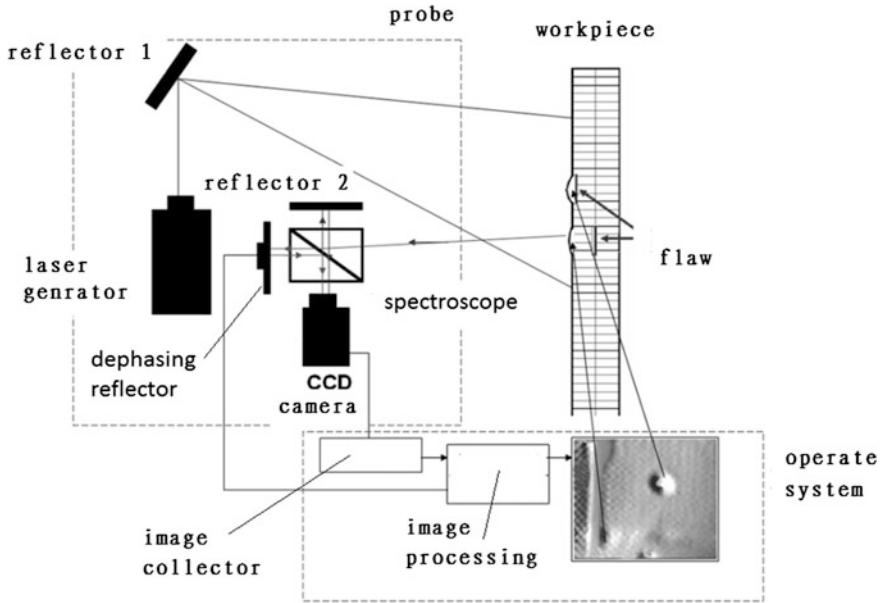 probe
workpiece
reflector 1
reflector 2
laser
genrator
flaw
spectroscope
dephasing
reflector
CCD
camera
operate
system
image
collector
image
processing